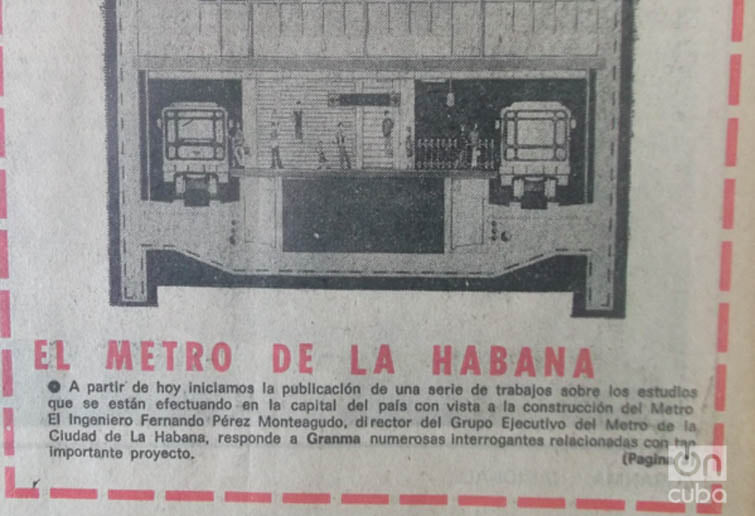 EL METRO DE LA HABANA
● A partir de hoy iniciamos la publicación de una serie de trabajos sobre los estudios
que se están efectuando en la capital del país con vista a la construcción del Metro
El Ingeniero Fernando Pérez Monteagudo, director del Grupo Ejecutivo del Metro de la
Ciudad de La Habana, responde a Granma numerosas interrogantes relacionadas con tan
importante proyecto.
(Pagina
on
cuba